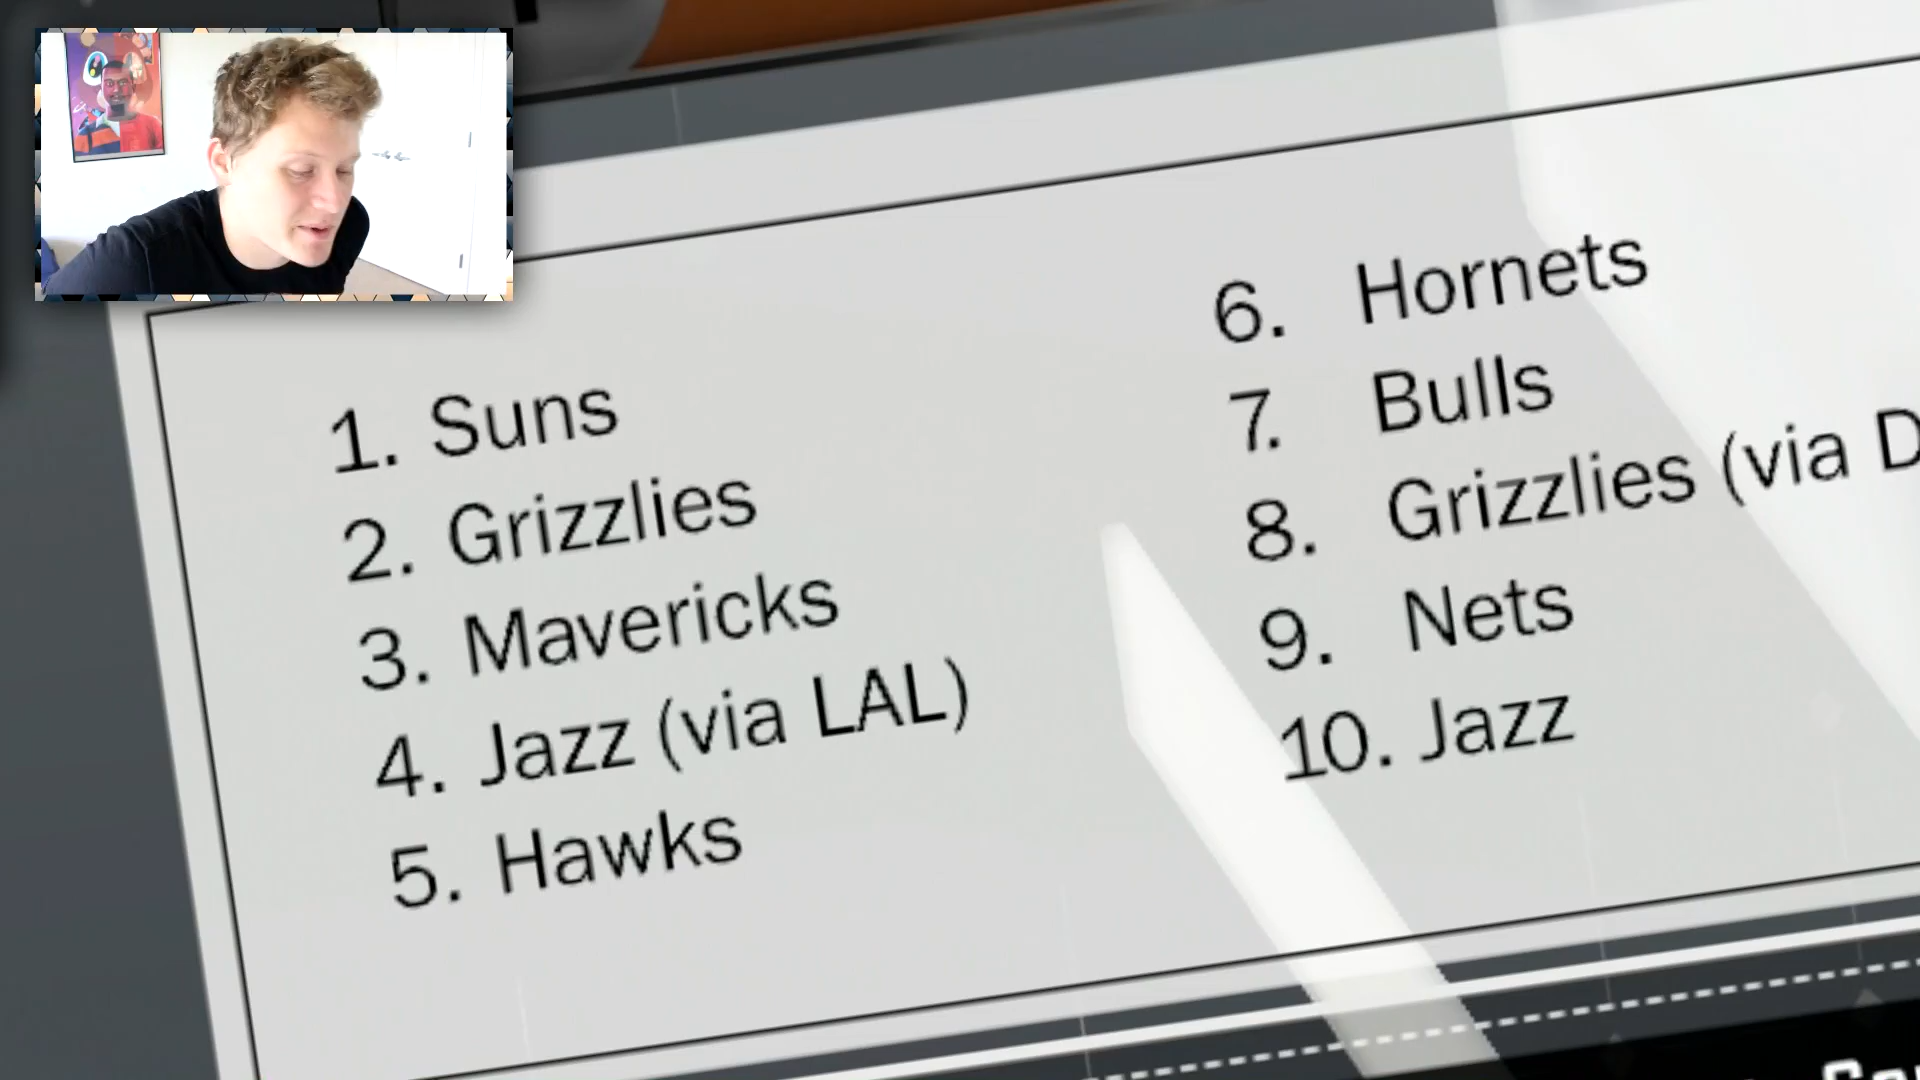 1. Suns
2. Grizzlies
3. Mavericks
4. Jazz (via LAL)
5. Hawks
6. Hornets
7. Bulls
8. Grizzlies (via D
9. Nets
10. Jazz